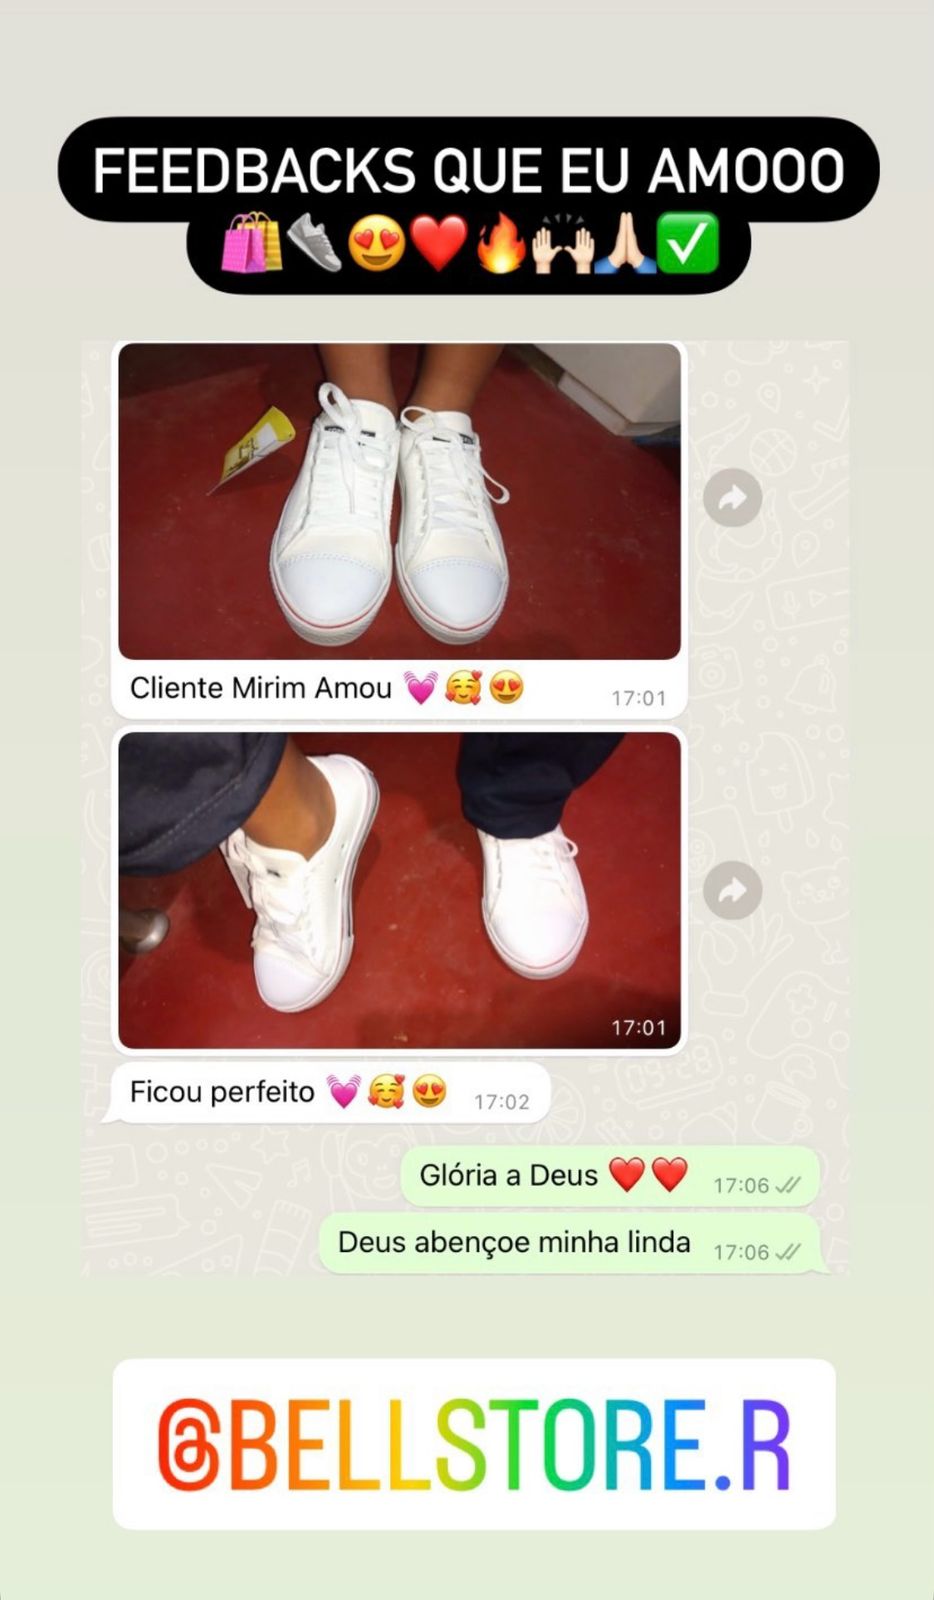 FEEDBACKS QUE EU AMOOO
🛍️👟😍❤️🔥🙌🏻🙏🏻✅
Cliente Mirim Amou 💓🥰😍 17:01
17:01
Ficou perfeito 💓🥰😍 17:02
Glória a Deus ❤️❤️ 17:06
Deus abençoe minha linda 17:06
@BELLSTORE.R